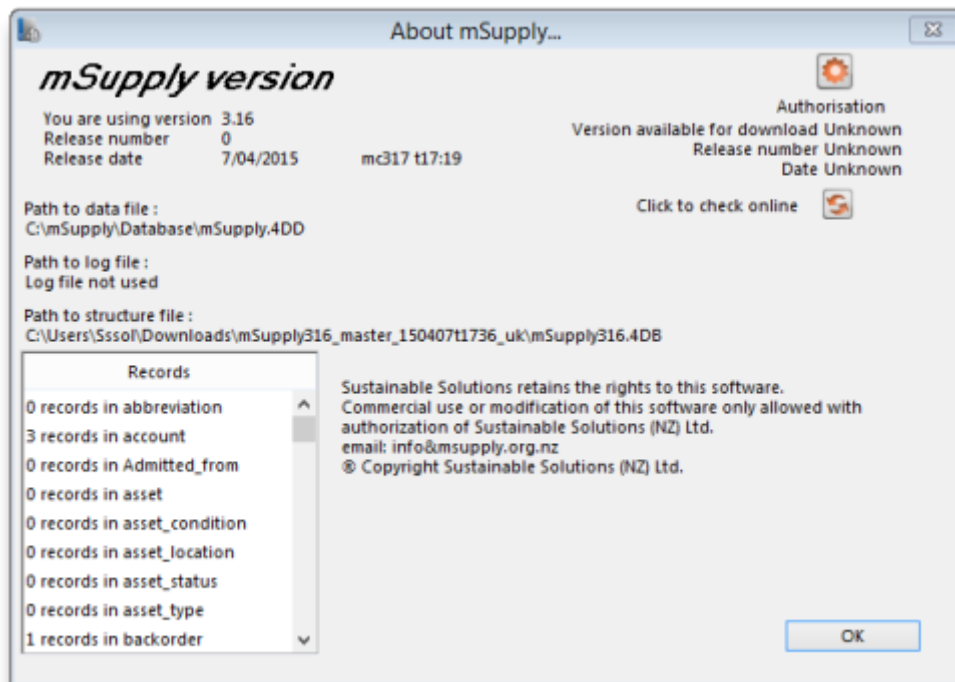 About mSupply...
mSupply version
You are using version 3.16
Release number 0
Release date 7/04/2015 mc317 t17:19
Authorisation
Version available for download Unknown
Release number Unknown
Date Unknown
Click to check online
Path to data file :
C:\mSupply\Database\mSupply.4DD
Path to log file :
Log file not used
Path to structure file :
C:\Users\Sssol\Downloads\mSupply316_master_150407t1736_uk\mSupply316.4DB
Records
0 records in abbreviation
3 records in account
0 records in Admitted_from
0 records in asset
0 records in asset_condition
0 records in asset_location
0 records in asset_status
0 records in asset_type
1 records in backorder
Sustainable Solutions retains the rights to this software.
Commercial use or modification of this software only allowed with
authorization of Sustainable Solutions (NZ) Ltd.
email: info&msupply.org.nz
® Copyright Sustainable Solutions (NZ) Ltd.
OK